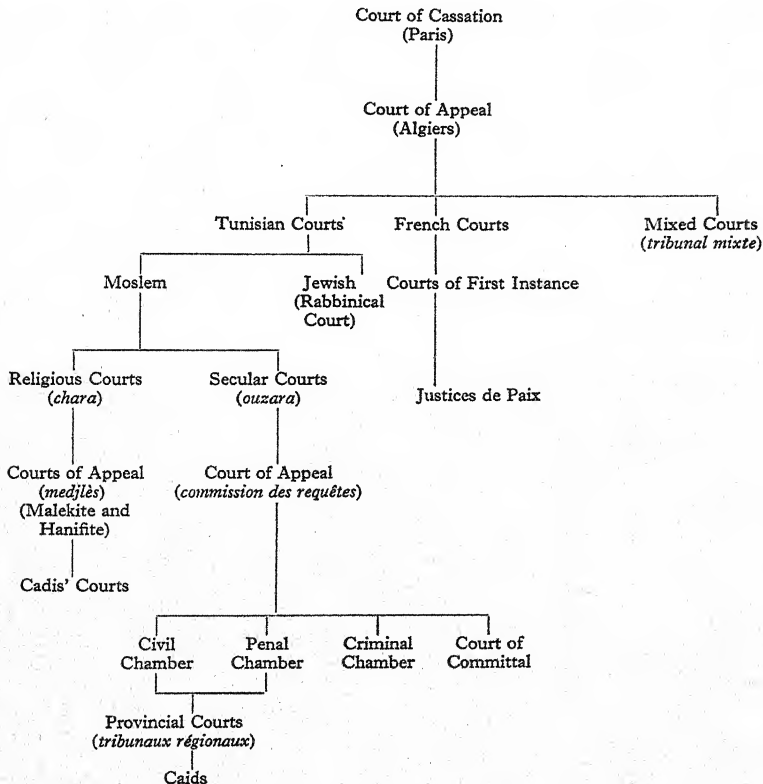 Court of Cassation
(Paris)
Court of Appeal
(Algiers)
Tunisian Courts
French Courts
Mixed Courts
(tribunal mixte)
Moslem
Jewish
(Rabbinical
Court)
Courts of First Instance
Religious Courts
(chara)
Secular Courts
(ouzara)
Justices de Paix
Courts of Appeal
(medjlès)
(Malekite and
Hanifite)
Court of Appeal
(commission des requêtes)
Cadis' Courts
Civil
Chamber
Penal
Chamber
Criminal
Chamber
Court of
Committal
Provincial Courts
(tribunaux régionaux)
Caids